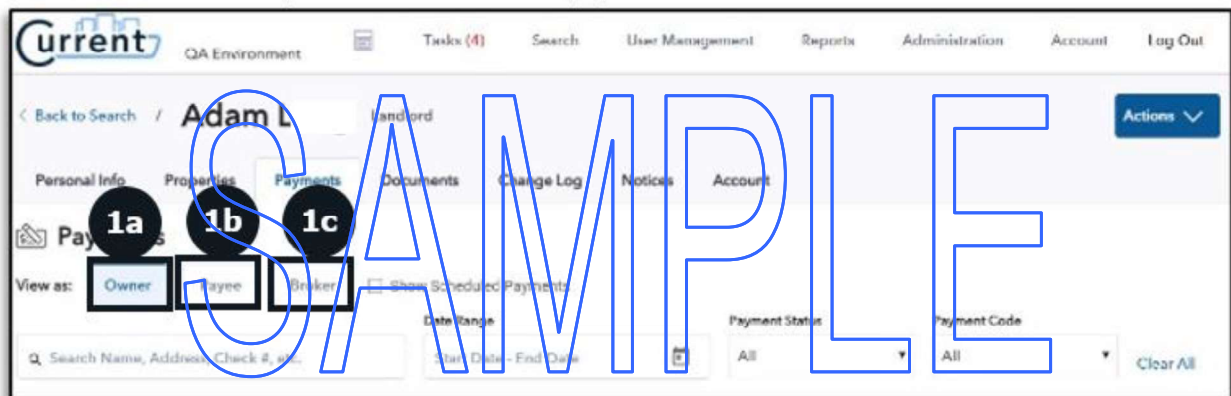 Current QA Environment Tasks (4) Search User Management Reports Administration Account Log Out
< Back to Search / Adam L landlord Actions
Personal Info Properties Payments Documents Change Log Notices Account
1a 1b 1c
View as: Owner Payee Broker Show Scheduled Payments
Date Range Payment Status Payment Code
Search Name, Address, Check #, etc. Start Date - End Date All All Clear All
SAMPLE